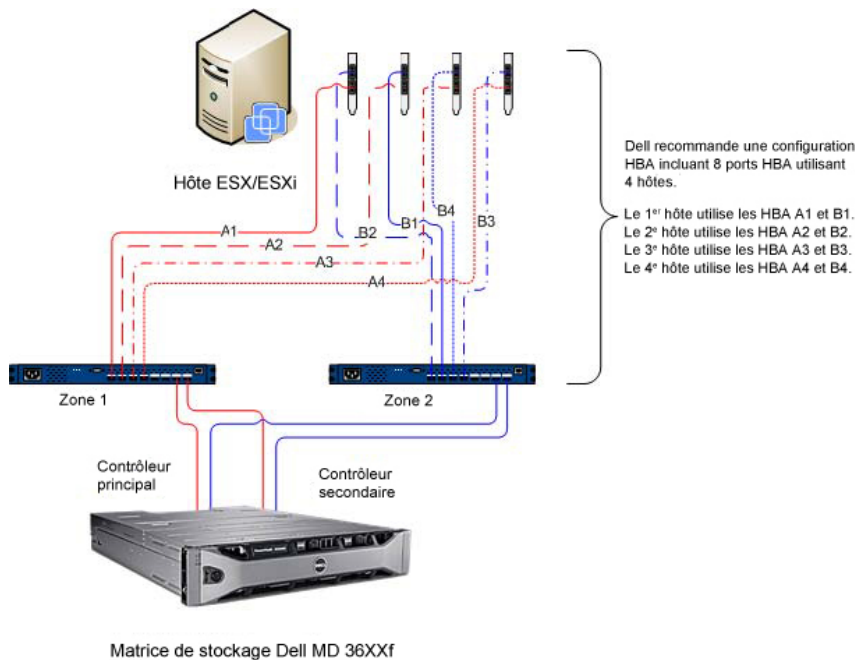 Hôte ESX/ESXi
Dell recommande une configuration
HBA incluant 8 ports HBA utilisant
4 hôtes.
Le 1er hôte utilise les HBA A1 et B1.
Le 2e hôte utilise les HBA A2 et B2.
Le 3e hôte utilise les HBA A3 et B3.
Le 4e hôte utilise les HBA A4 et B4.
A1
A2
A3
A4
B2
B1
B4
B3
Zone 1
Zone 2
Contrôleur
principal
Contrôleur
secondaire
Matrice de stockage Dell MD 36XXf